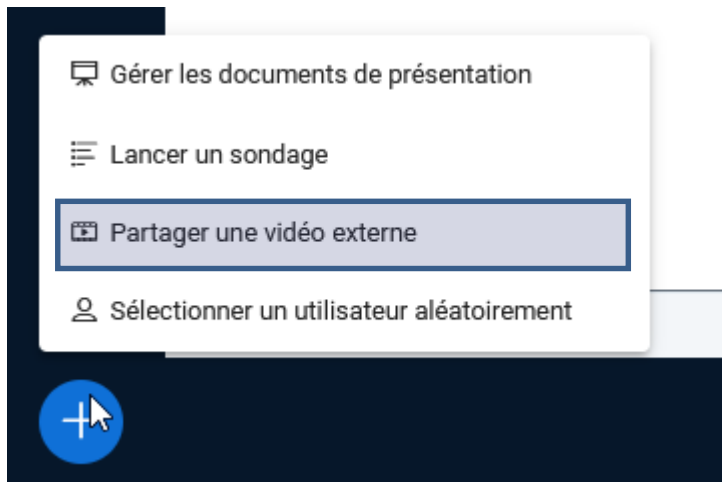 Gérer les documents de présentation
Lancer un sondage
Partager une vidéo externe
Sélectionner un utilisateur aléatoirement